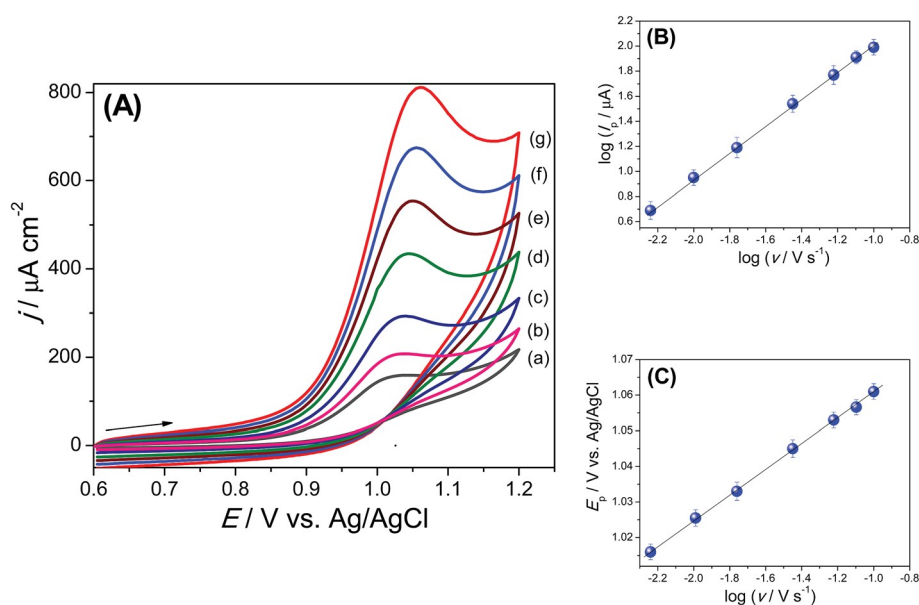 (A)
800
600
400
200
0
j / μA cm⁻²
0.6 0.7 0.8 0.9 1.0 1.1 1.2
E / V vs. Ag/AgCl
(g)
(f)
(e)
(d)
(c)
(b)
(a)
(B)
2.2
2.0
1.8
1.6
1.4
1.2
1.0
0.8
0.6
log (Iₚ / μA)
-2.2 -2.0 -1.8 -1.6 -1.4 -1.2 -1.0 -0.8
log (v / V s⁻¹)
(C)
1.07
1.06
1.05
1.04
1.03
1.02
Eₚ / V vs. Ag/AgCl
-2.2 -2.0 -1.8 -1.6 -1.4 -1.2 -1.0 -0.8
log (v / V s⁻¹)